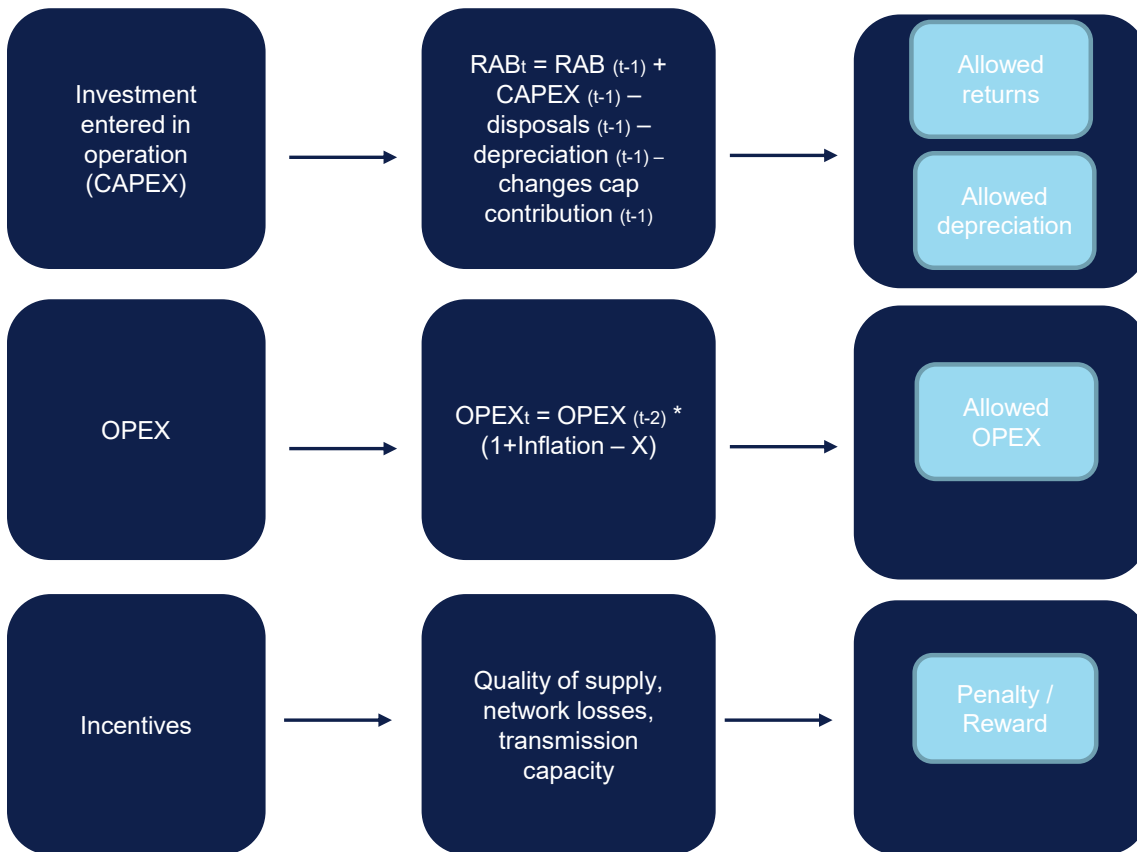 Investment
entered in
operation
(CAPEX)
RABt = RAB (t-1) +
CAPEX (t-1) –
disposals (t-1) –
depreciation (t-1) –
changes cap
contribution (t-1)
Allowed
returns
Allowed
depreciation
OPEX
OPEXt = OPEX (t-2) *
(1+Inflation – X)
Allowed
OPEX
Incentives
Quality of supply,
network losses,
transmission
capacity
Penalty /
Reward